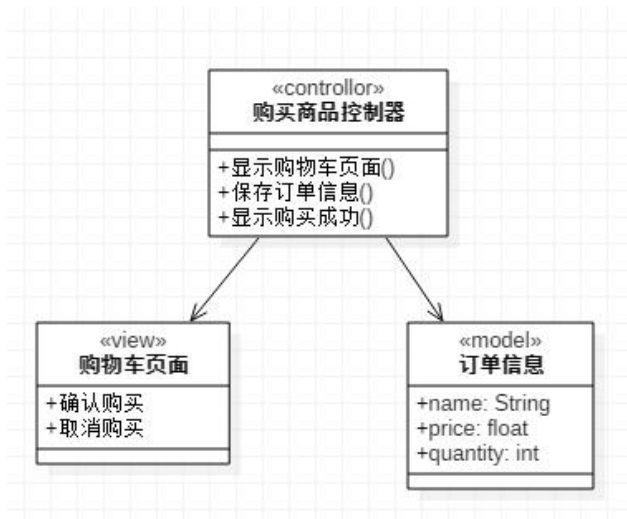 «controllor»
购买商品控制器
+显示购物车页面()
+保存订单信息()
+显示购买成功()
«view»
购物车页面
+确认购买
+取消购买
«model»
订单信息
+name: String
+price: float
+quantity: int